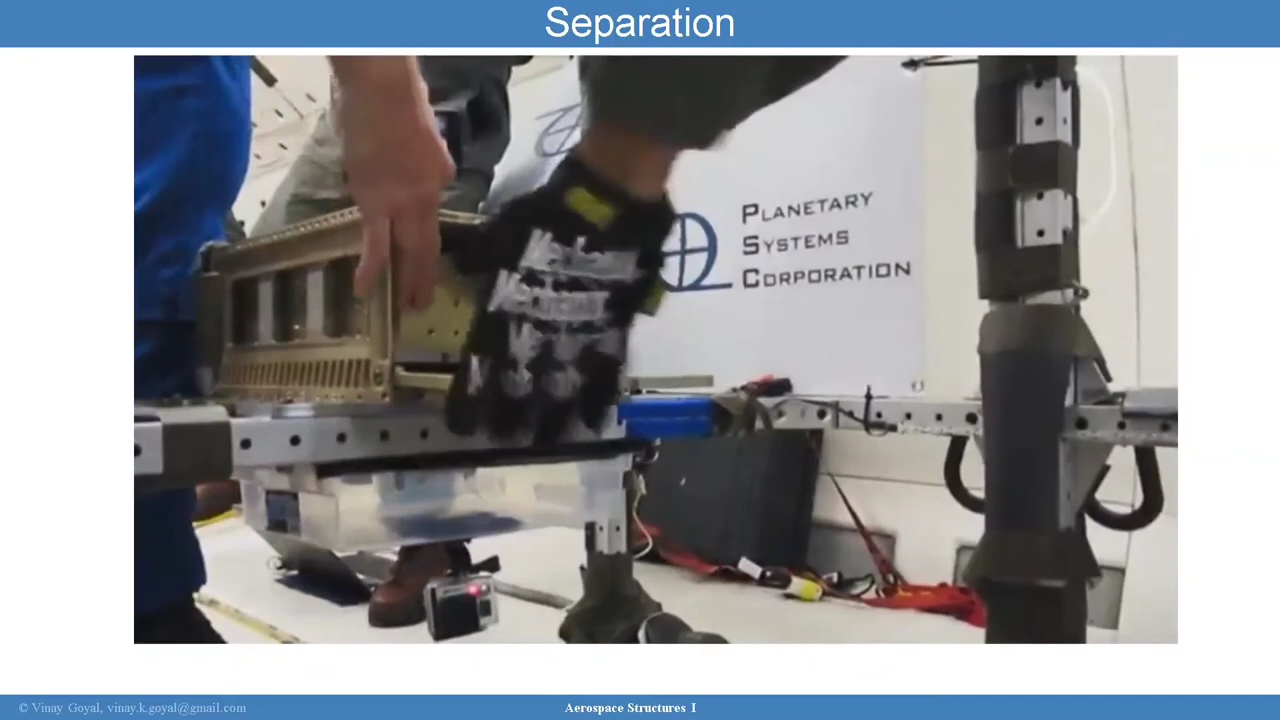 Separation
PLANETARY
SYSTEMS
CORPORATION
© Vinay Goyal, vinay.k.goyal@gmail.com
Aerospace Structures I